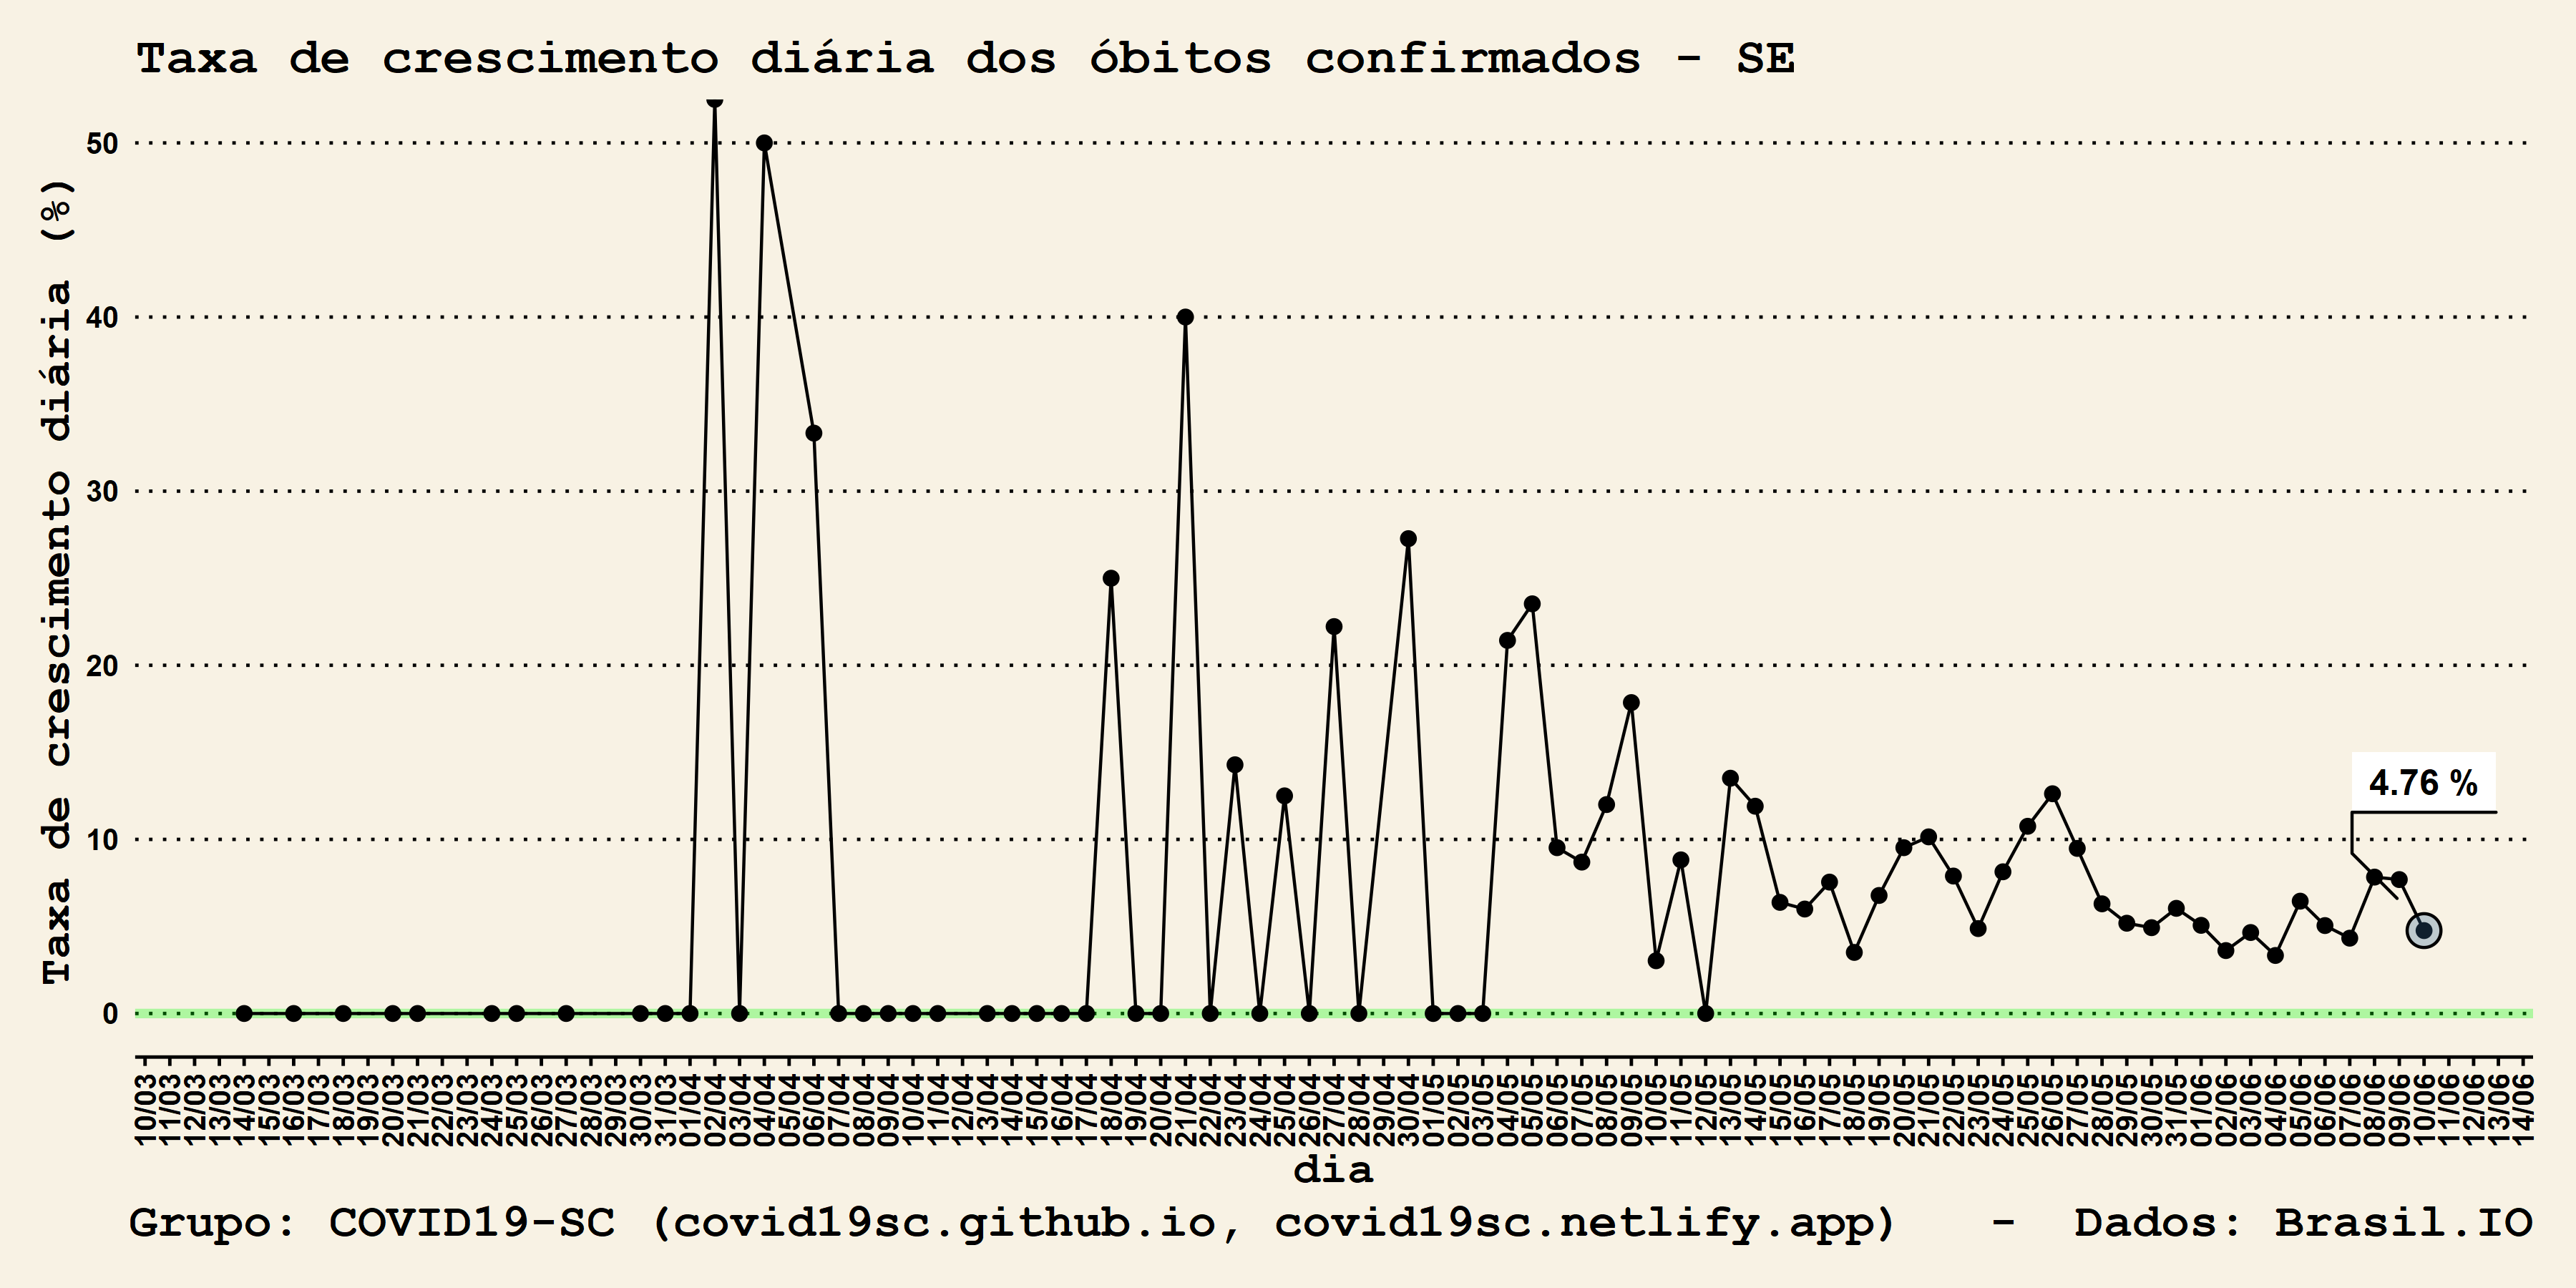 Taxa de crescimento diária dos óbitos confirmados - SE
Taxa de crescimento diária (%)
50
40
30
20
10
0
4.76 %
10/03 11/03 12/03 13/03 14/03 15/03 16/03 17/03 18/03 19/03 20/03 21/03 22/03 23/03 24/03 25/03 26/03 27/03 28/03 29/03 30/03 31/03 01/04 02/04 03/04 04/04 05/04 06/04 07/04 08/04 09/04 10/04 11/04 12/04 13/04 14/04 15/04 16/04 17/04 18/04 19/04 20/04 21/04 22/04 23/04 24/04 25/04 26/04 27/04 28/04 29/04 30/04 01/05 02/05 03/05 04/05 05/05 06/05 07/05 08/05 09/05 10/05 11/05 12/05 13/05 14/05 15/05 16/05 17/05 18/05 19/05 20/05 21/05 22/05 23/05 24/05 25/05 26/05 27/05 28/05 29/05 30/05 31/05 01/06 02/06 03/06 04/06 05/06 06/06 07/06 08/06 09/06 10/06 11/06 12/06 13/06 14/06
dia
Grupo: COVID19-SC (covid19sc.github.io, covid19sc.netlify.app) - Dados: Brasil.IO